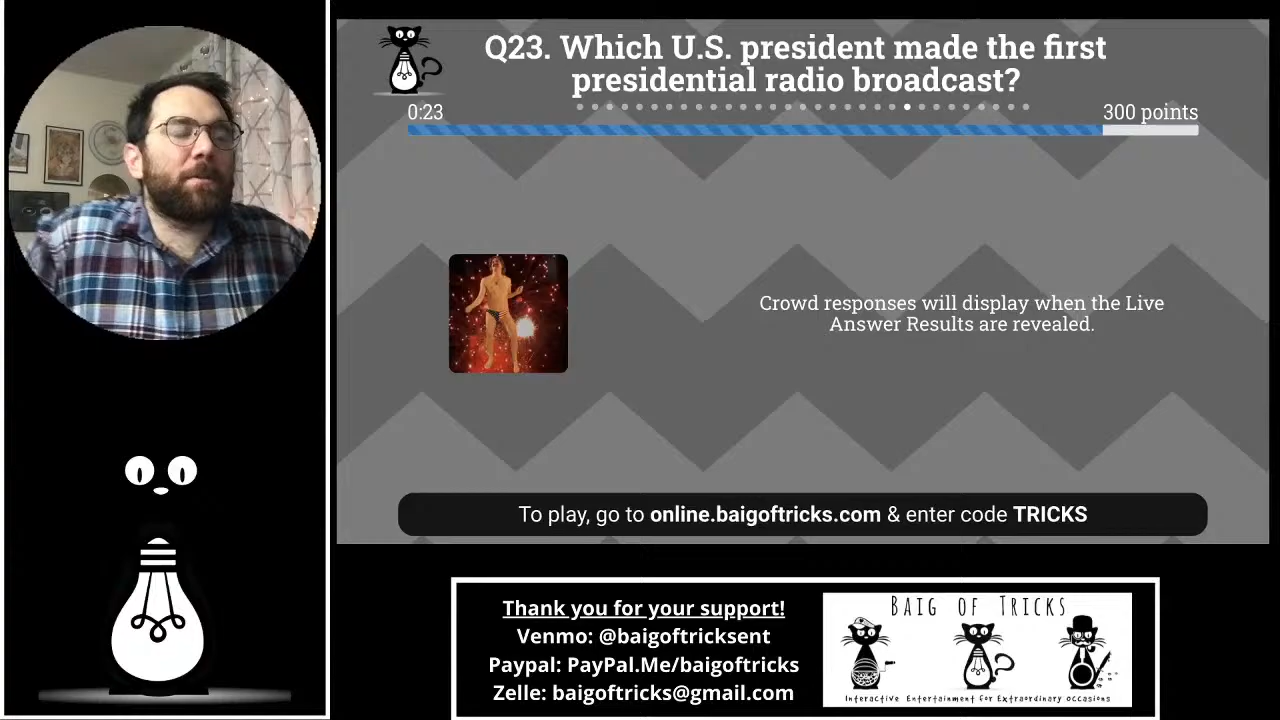 Q23. Which U.S. president made the first
presidential radio broadcast?
0:23
300 points
Crowd responses will display when the Live
Answer Results are revealed.
To play, go to online.baigoftricks.com & enter code TRICKS
Thank you for your support!
Venmo: @baigoftricksent
Paypal: PayPal.Me/baigoftricks
Zelle: baigoftricks@gmail.com
BAIG OF TRICKS
Interactive Entertainment for Extraordinary Occasions